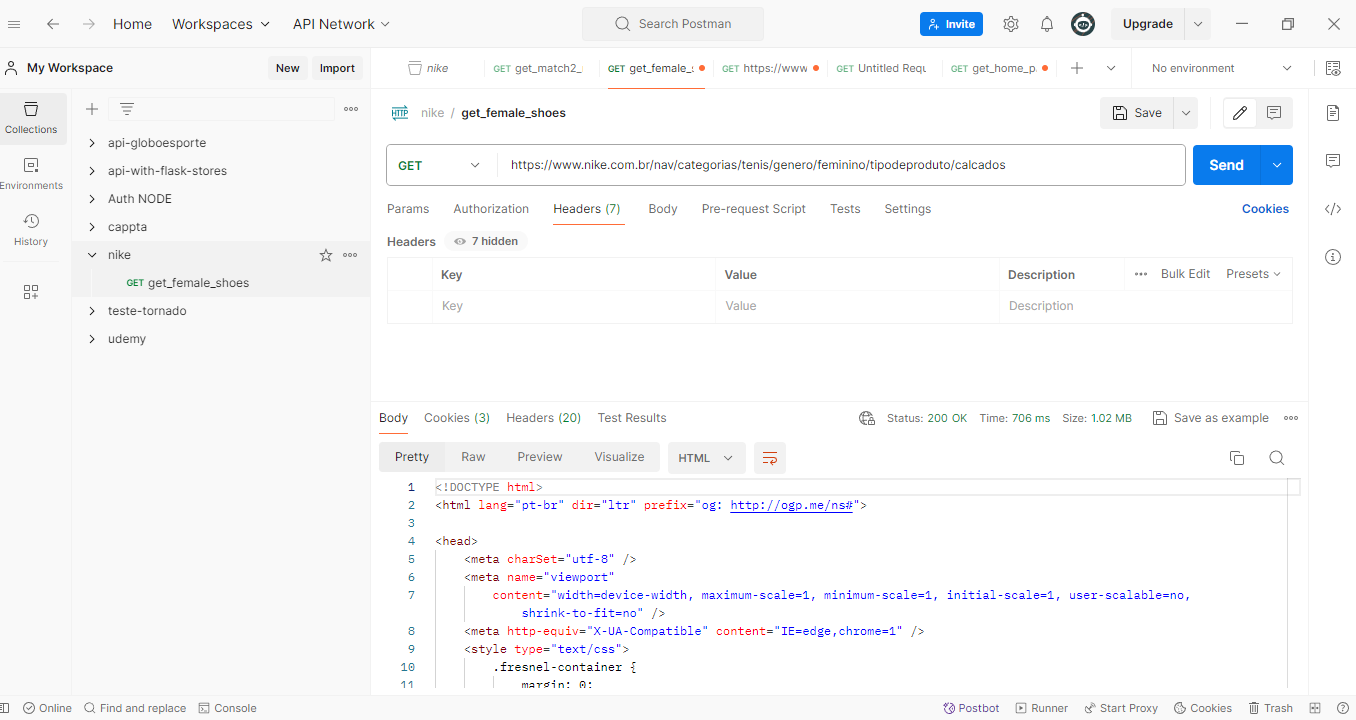 Home Workspaces API Network Search Postman Invite Upgrade
My Workspace New Import nike GET get_match2_ GET get_female_s GET https://www GET Untitled Requ GET get_home_p. No environment
Collections
Environments
History
api-globoesporte
api-with-flask-stores
Auth NODE
cappta
nike
GET get_female_shoes
teste-tornado
udemy
HTTP nike / get_female_shoes Save
GET https://www.nike.com.br/nav/categorias/tenis/genero/feminino/tipodeproduto/calcados Send
Params Authorization Headers (7) Body Pre-request Script Tests Settings Cookies
Headers 7 hidden
Key Value Description Bulk Edit Presets
Key Value Description
Body Cookies (3) Headers (20) Test Results Status: 200 OK Time: 706 ms Size: 1.02 MB Save as example
Pretty Raw Preview Visualize HTML
1 <!DOCTYPE html>
2 <html lang="pt-br" dir="ltr" prefix="og: http://ogp.me/ns#">
3
4 <head>
5 <meta charSet="utf-8" />
6 <meta name="viewport"
7 content="width=device-width, maximum-scale=1, minimum-scale=1, initial-scale=1, user-scalable=no,
shrink-to-fit=no" />
8 <meta http-equiv="X-UA-Compatible" content="IE=edge,chrome=1" />
9 <style type="text/css">
10 .fresnel-container {
11 margin: 0;
Online Find and replace Console Postbot Runner Start Proxy Cookies Trash